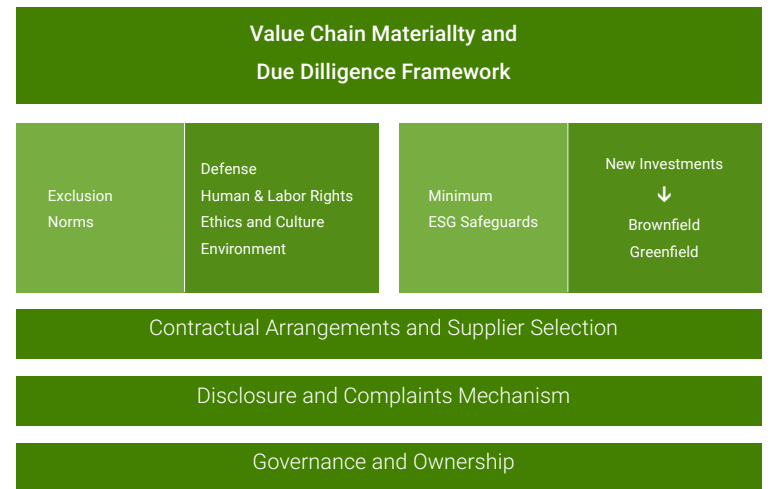 Value Chain Materiallty and
Due Dilligence Framework
Exclusion
Norms
Defense
Human & Labor Rights
Ethics and Culture
Environment
Minimum
ESG Safeguards
New Investments
↓
Brownfield
Greenfield
Contractual Arrangements and Supplier Selection
Disclosure and Complaints Mechanism
Governance and Ownership